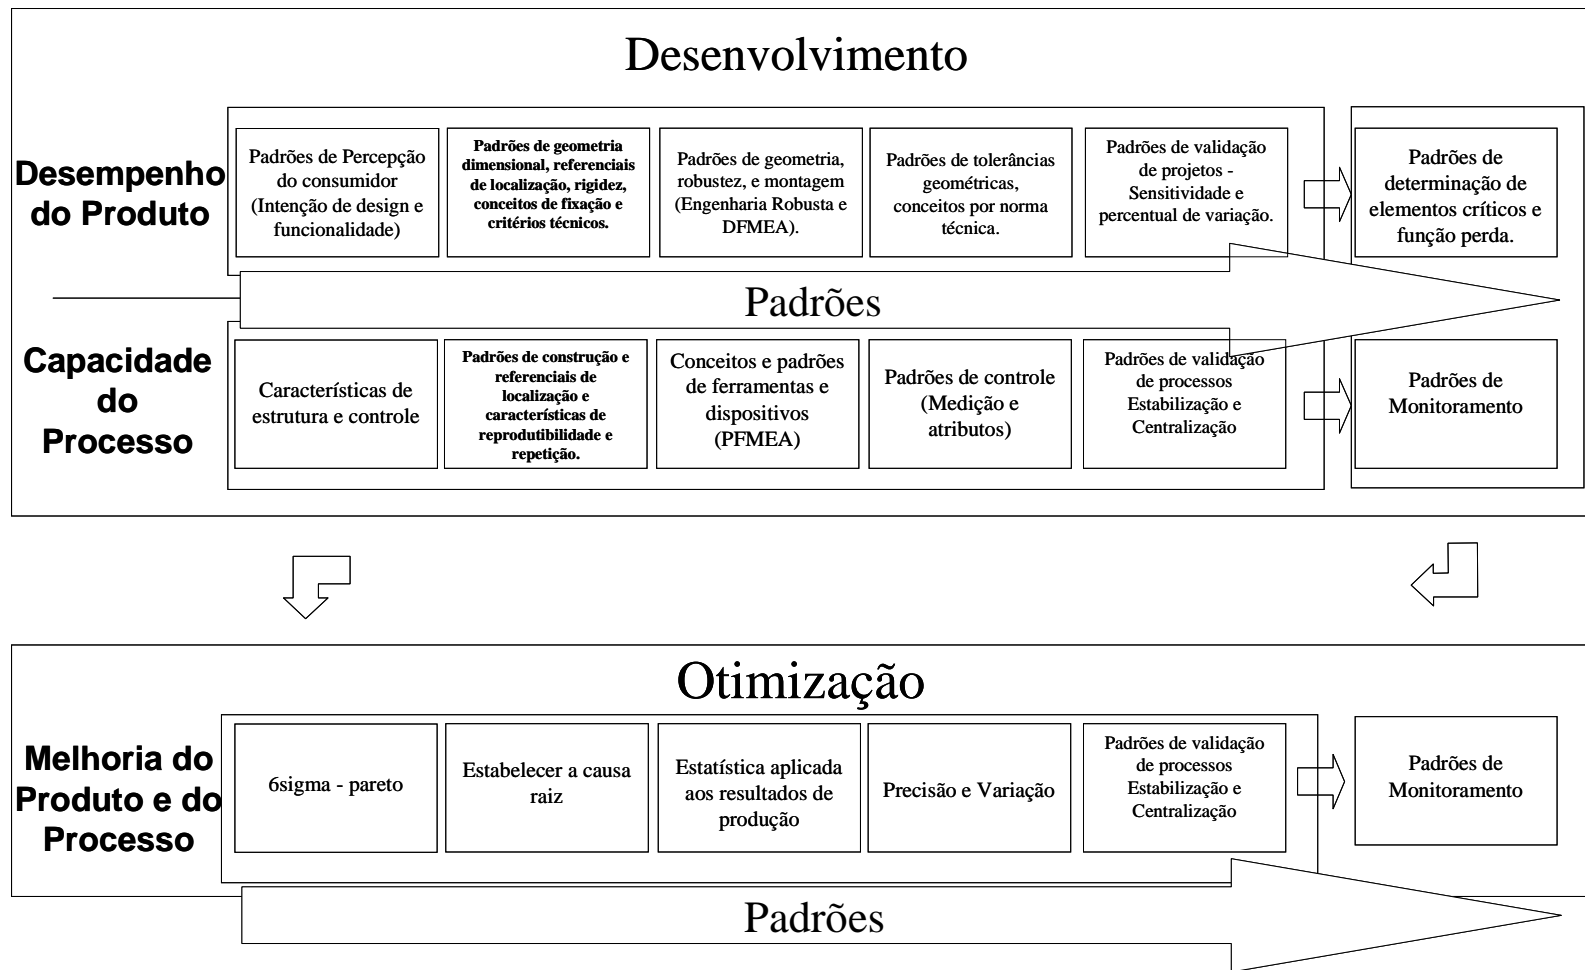 Desenvolvimento
Desempenho
do Produto
Padrões de Percepção
do consumidor
(Intenção de design e
funcionalidade)
Padrões de geometria
dimensional, referenciais
de localização, rigidez,
conceitos de fixação e
critérios técnicos.
Padrões de geometria,
robustez, e montagem
(Engenharia Robusta e
DFMEA).
Padrões de tolerâncias
geométricas,
conceitos por norma
técnica.
Padrões de validação
de projetos -
Sensitividade e
percentual de variação.
Padrões de
determinação de
elementos críticos e
função perda.
Padrões
Capacidade
do
Processo
Características de
estrutura e controle
Padrões de construção e
referenciais de
localização e
características de
reprodutibilidade e
repetição.
Conceitos e padrões
de ferramentas e
dispositivos
(PFMEA)
Padrões de controle
(Medição e
atributos)
Padrões de validação
de processos
Estabilização e
Centralização
Padrões de
Monitoramento
Otimização
Melhoria do
Produto e do
Processo
6sigma - pareto
Estabelecer a causa
raiz
Estatística aplicada
aos resultados de
produção
Precisão e Variação
Padrões de validação
de processos
Estabilização e
Centralização
Padrões de
Monitoramento
Padrões